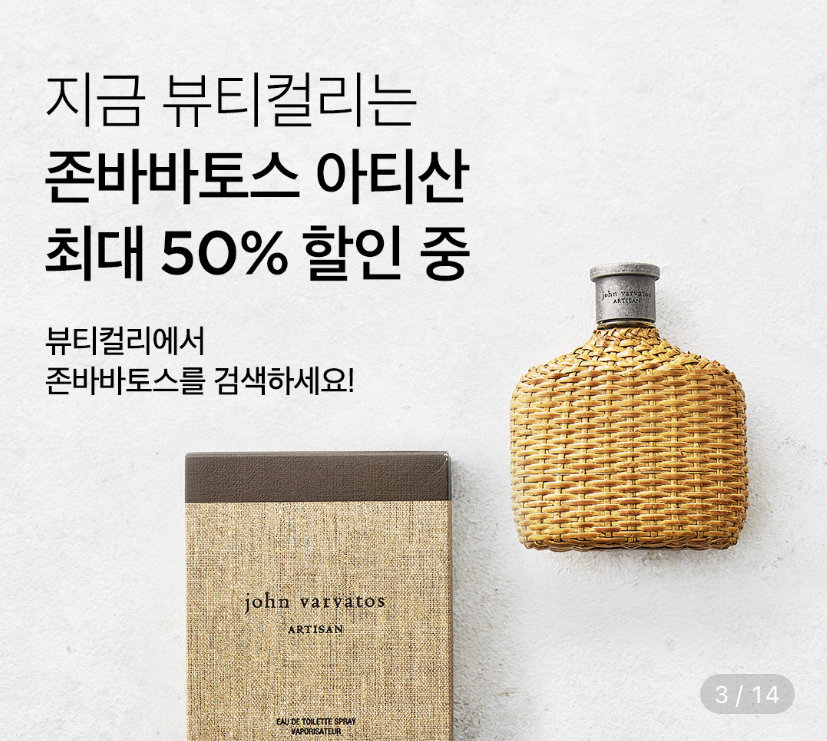 지금 뷰티컬리는
존바바토스 아티산
최대 50% 할인 중
뷰티컬리에서
존바바토스를 검색하세요!
john varvatos
ARTISAN
john varvatos
ARTISAN
EAU DE TOILETTE SPRAY
VAPORISATEUR
3 / 14